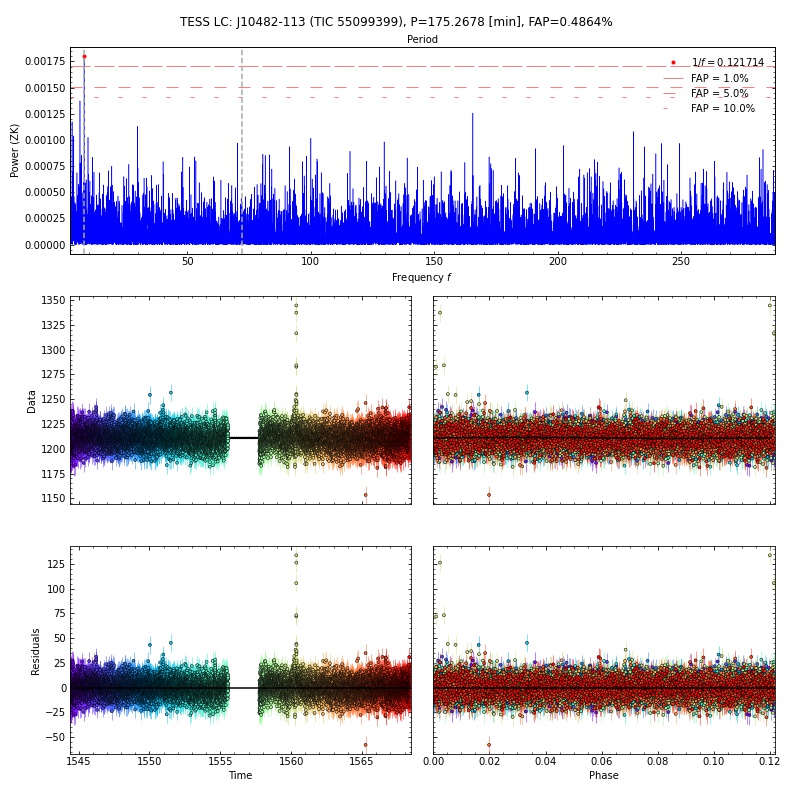 TESS LC: J10482-113 (TIC 55099399), P=175.2678 [min], FAP=0.4864%
Period
0.00175
0.00150
0.00125
0.00100
0.00075
0.00050
0.00025
0.00000
Power (ZK)
1/f = 0.121714
FAP = 1.0%
FAP = 5.0%
FAP = 10.0%
50 100 150 200 250
Frequency f
1350
1325
1300
1275
1250
1225
1200
1175
1150
Data
125
100
75
50
25
0
−25
−50
Residuals
1545 1550 1555 1560 1565
Time
0.00 0.02 0.04 0.06 0.08 0.10 0.12
Phase